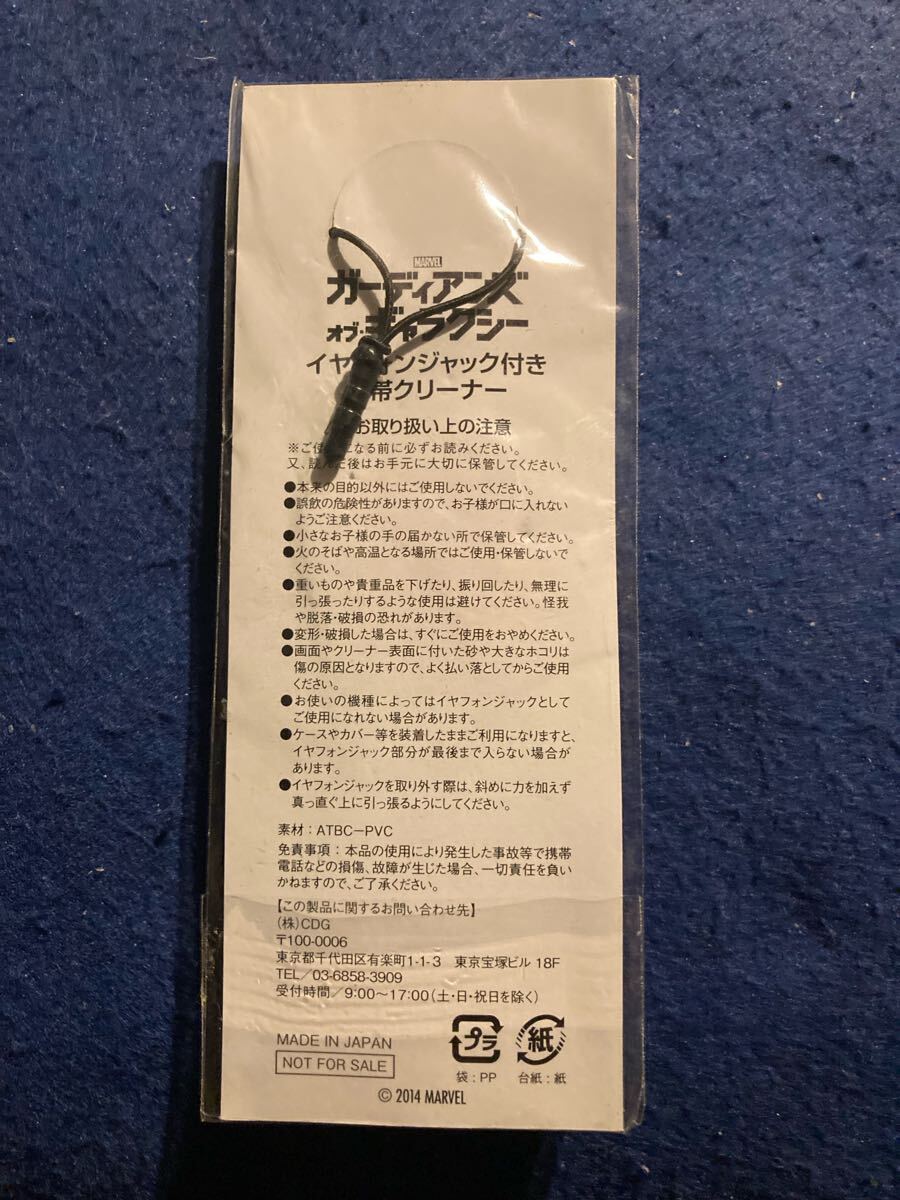 MARVEL
ガーディアンズ
オブ・ギャラクシー
イヤフォンジャック付き
帯クリーナー
お取り扱い上の注意
※ご使 になる前に必ずお読みください。
又、読 後はお手元に大切に保管してください。
●本来の目的以外にはご使用しないでください。
●誤飲の危険性がありますので、お子様が口に入れない
ようご注意ください。
●小さなお子様の手の届かない所で保管してください。
●火のそばや高温となる場所ではご使用・保管しないで
ください。
●重いものや貴重品を下げたり、振り回したり、無理に
引っ張ったりするような使用は避けてください。怪我
や脱落・破損の恐れがあります。
●変形・破損した場合は、すぐにご使用をおやめください。
●画面やクリーナー表面に付いた砂や大きなホコリは
傷の原因となりますので、よく払い落としてからご使用
ください。
●お使いの機種によってはイヤフォンジャックとして
ご使用になれない場合があります。
●ケースやカバー等を装着したままご利用になりますと、
イヤフォンジャック部分が最後まで入らない場合が
あります。
●イヤフォンジャックを取り外す際は、斜めに力を加えず
真っ直ぐ上に引っ張るようにしてください。
素材：ATBC−PVC
免責事項：本品の使用により発生した事故等で携帯
電話などの損傷、故障が生じた場合、一切責任を負い
かねますので、ご了承ください。
【この製品に関するお問い合わせ先】
(株)CDG
〒100-0006
東京都千代田区有楽町1-1-3 東京宝塚ビル 18F
TEL／03-6858-3909
受付時間／9:00〜17:00(土・日・祝日を除く)
MADE IN JAPAN
NOT FOR SALE
プラ
袋：PP
紙
台紙：紙
© 2014 MARVEL